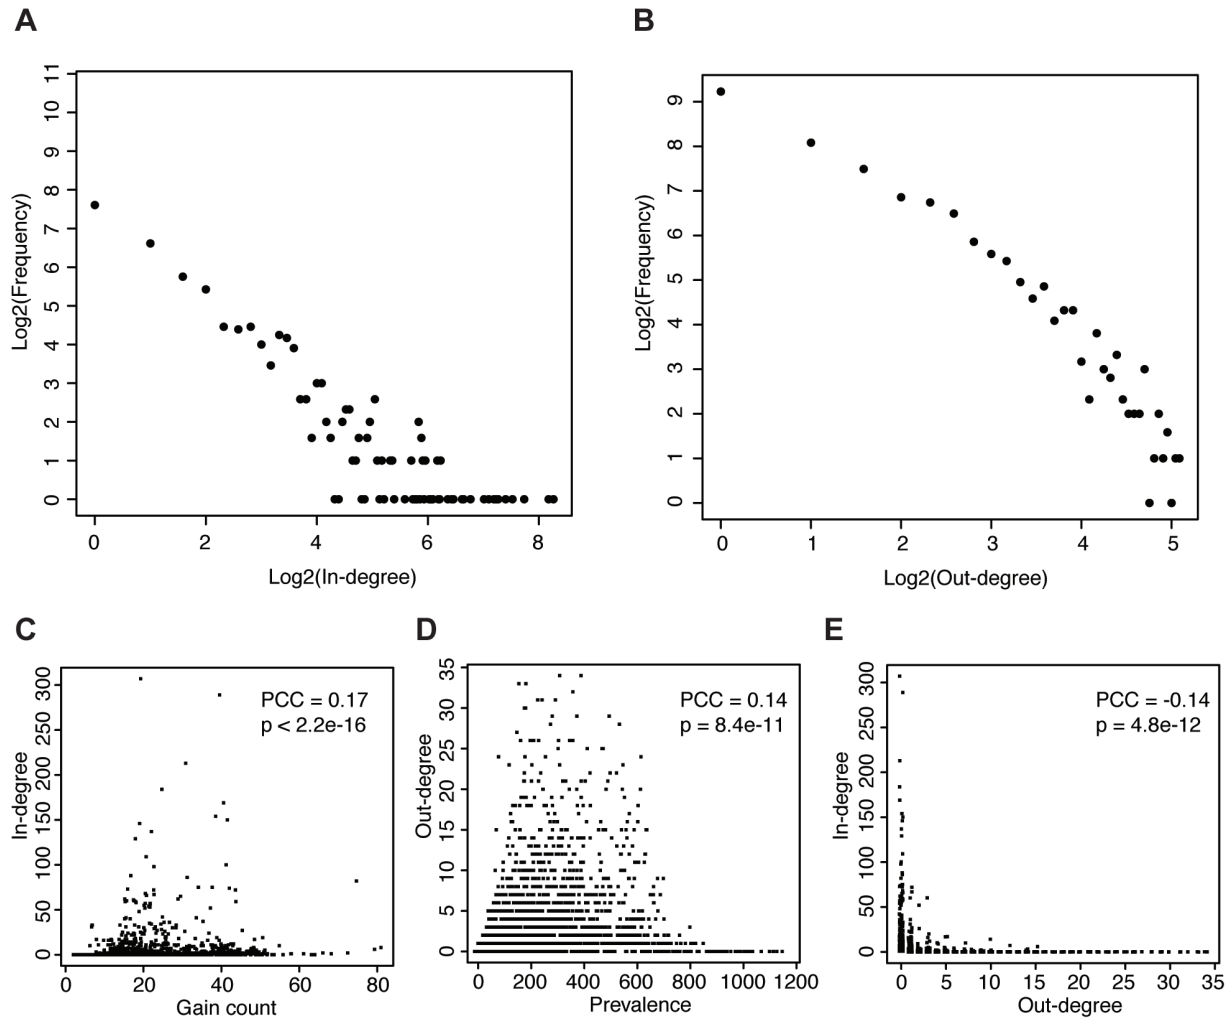 A
B
11
10
9
8
7
6
5
4
3
2
1
0
Log2(Frequency)
0 2 4 6 8
Log2(In-degree)
9
8
7
6
5
4
3
2
1
0
Log2(Frequency)
0 1 2 3 4 5
Log2(Out-degree)
C
D
E
300
250
200
150
100
50
0
In-degree
PCC = 0.17
p < 2.2e-16
0 20 40 60 80
Gain count
35
30
25
20
15
10
5
0
Out-degree
PCC = 0.14
p = 8.4e-11
0 200 400 600 800 1000 1200
Prevalence
300
250
200
150
100
50
0
In-degree
PCC = -0.14
p = 4.8e-12
0 5 10 15 20 25 30 35
Out-degree